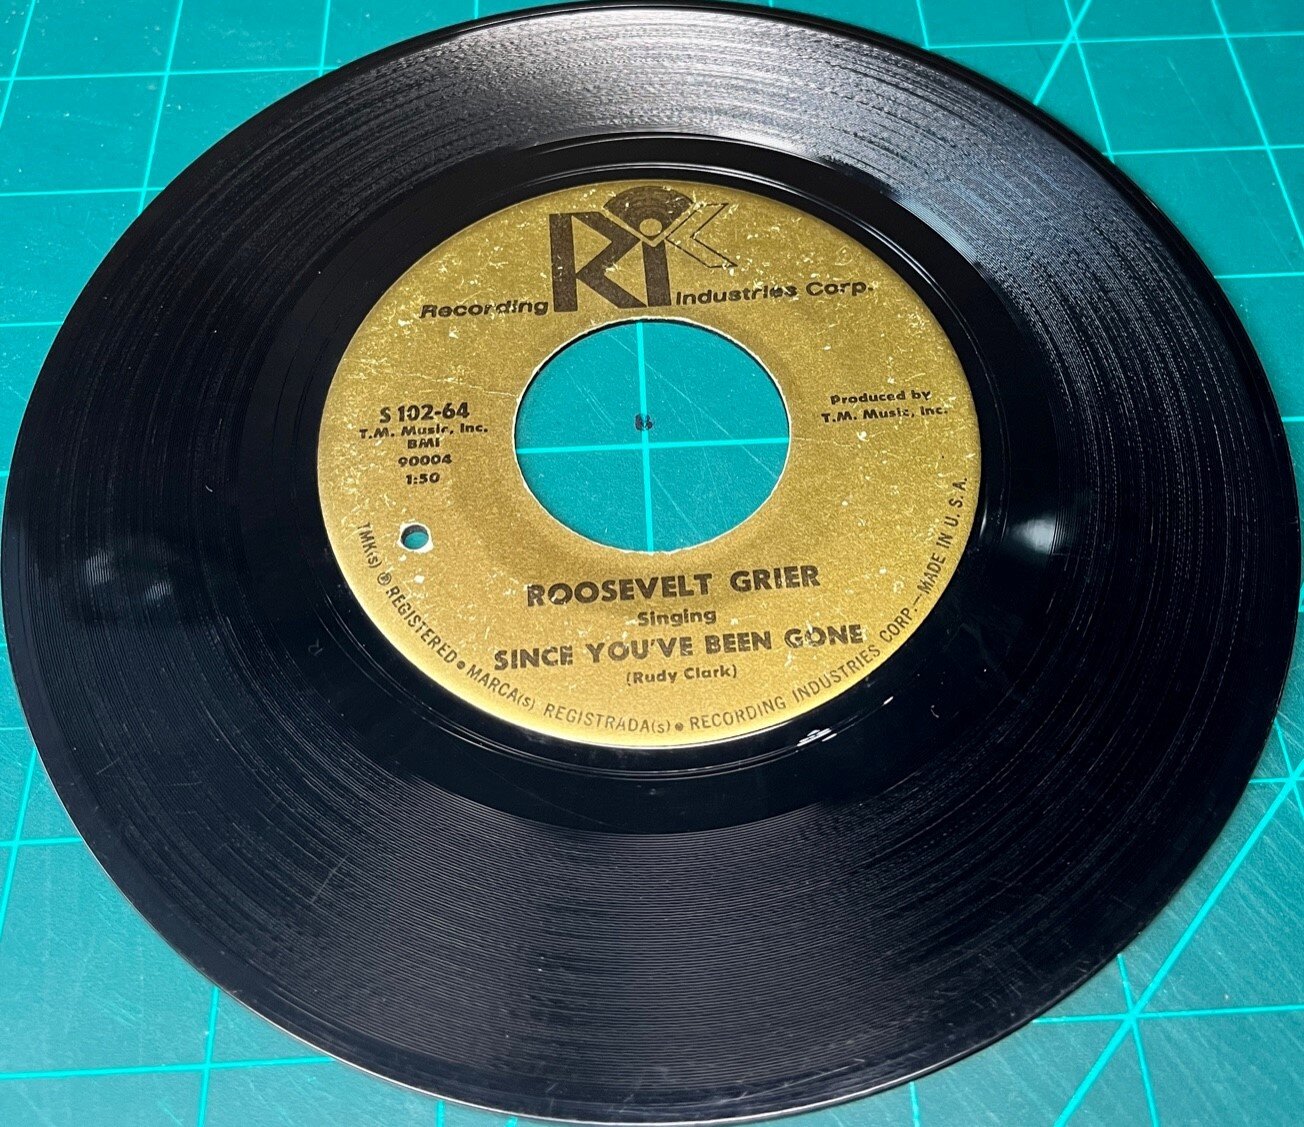 RIC
Recording Industries Corp.
S 102-64
T.M. Music, Inc.
BMI
90004
1:50
Produced by
T.M. Music, Inc.
ROOSEVELT GRIER
Singing
SINCE YOU'VE BEEN GONE
(Rudy Clark)
TMK(s) ® REGISTERED • MARCA(s) REGISTRADA(s) • RECORDING INDUSTRIES CORP.—MADE IN U. S. A.